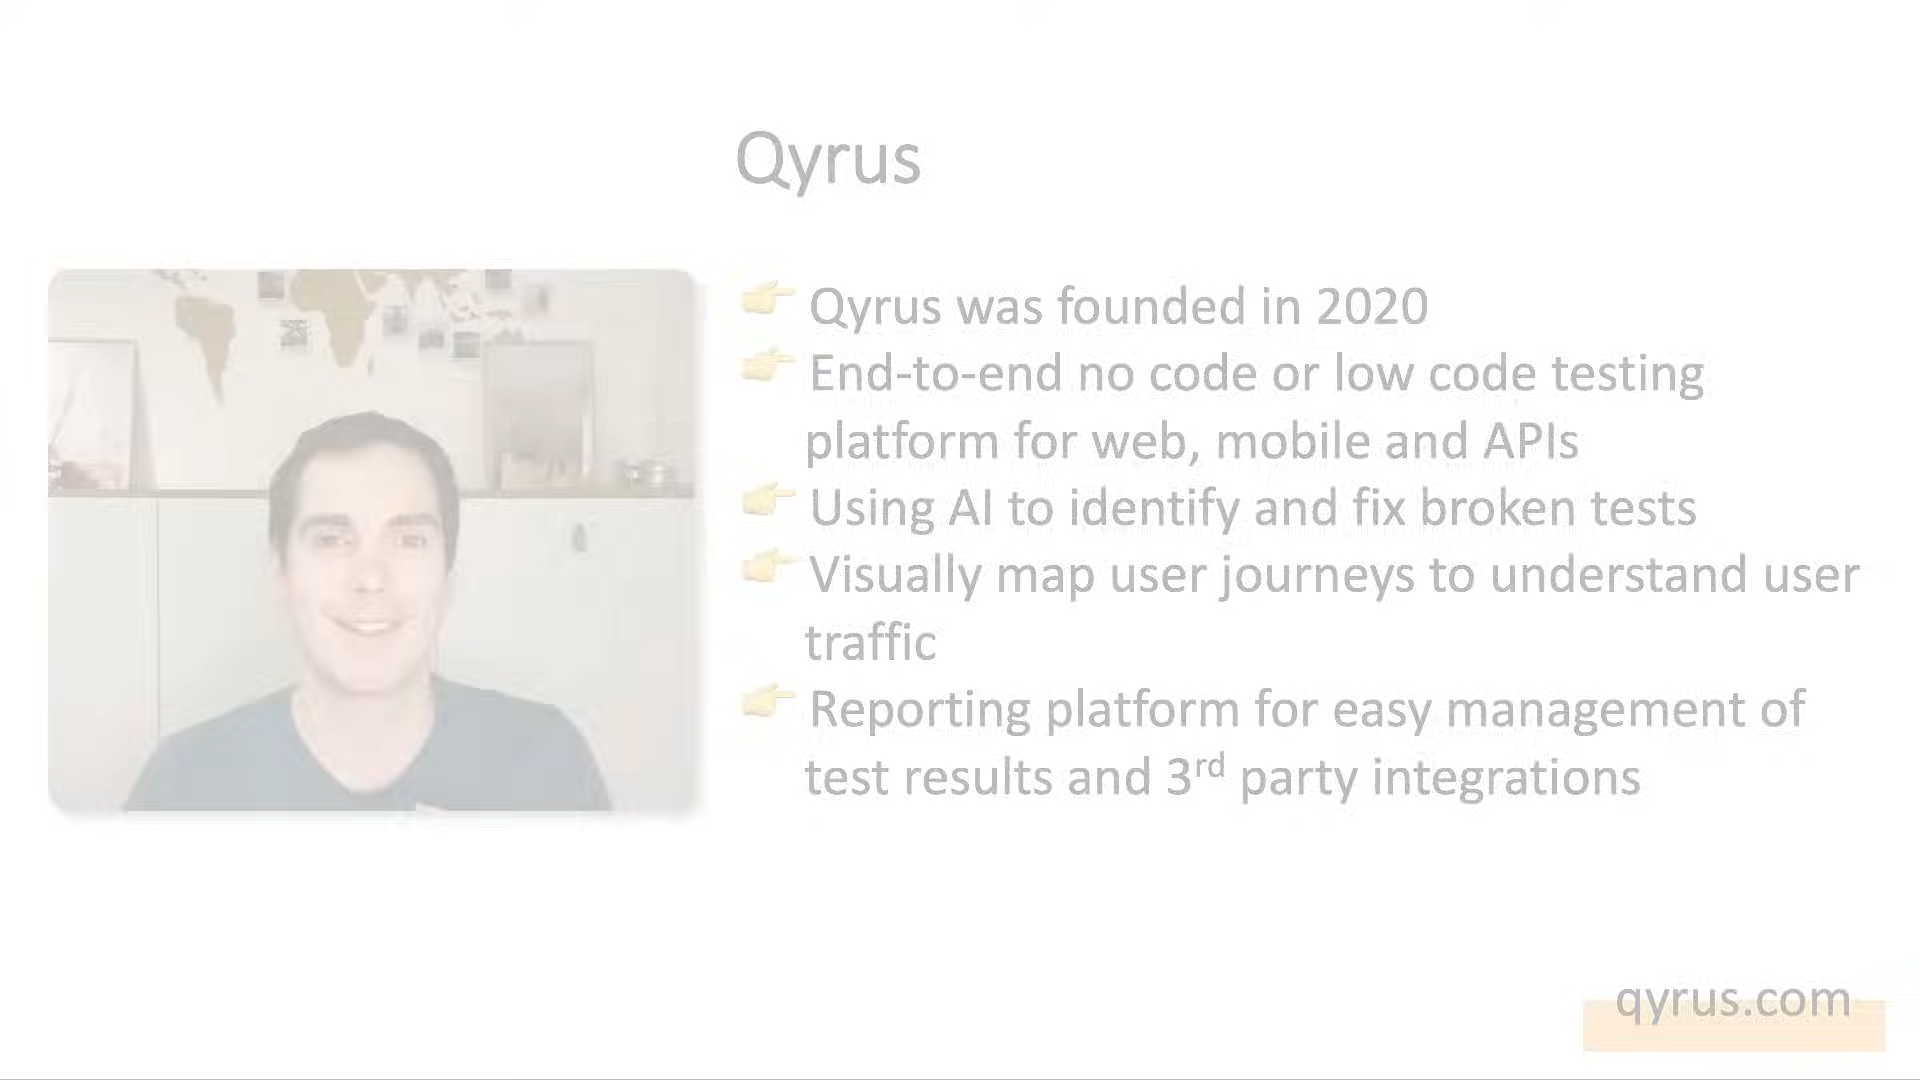 Qyrus
Qyrus was founded in 2020
End-to-end no code or low code testing
platform for web, mobile and APIs
Using AI to identify and fix broken tests
Visually map user journeys to understand user
traffic
Reporting platform for easy management of
test results and 3rd party integrations
qyrus.com